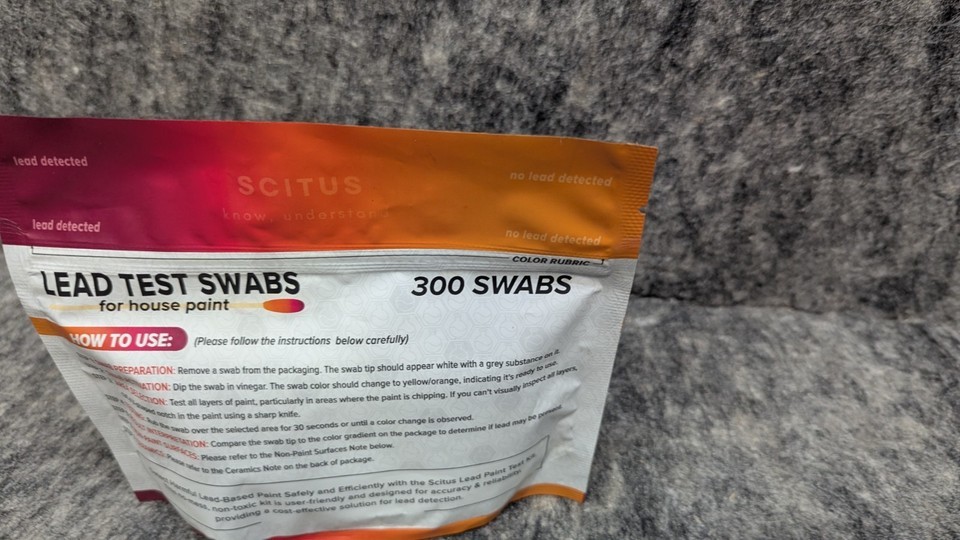 lead detected
SCITUS
no lead detected
know, understand
lead detected
no lead detected
COLOR RUBRIC
LEAD TEST SWABS
300 SWABS
for house paint
HOW TO USE: (Please follow the instructions below carefully)
PREPARATION: Remove a swab from the packaging. The swab tip should appear white with a grey substance on it.
Dip the swab in vinegar. The swab color should change to yellow/orange, indicating it's ready to use.
Test all layers of paint, particularly in areas where the paint is chipping. If you can't visually inspect all layers,
notch in the paint using a sharp knife.
swab over the selected area for 30 seconds or until a color change is observed.
INTERPRETATION: Compare the swab tip to the color gradient on the package to determine if lead may be present.
SURFACES: Please refer to the Non-Paint Surfaces Note below.
Please refer to the Ceramics Note on the back of package.
Lead-Based Paint Safely and Efficiently with the Scitus Lead Paint Test Kit.
non-toxic kit is user-friendly and designed for accuracy & reliability,
providing a cost-effective solution for lead detection.